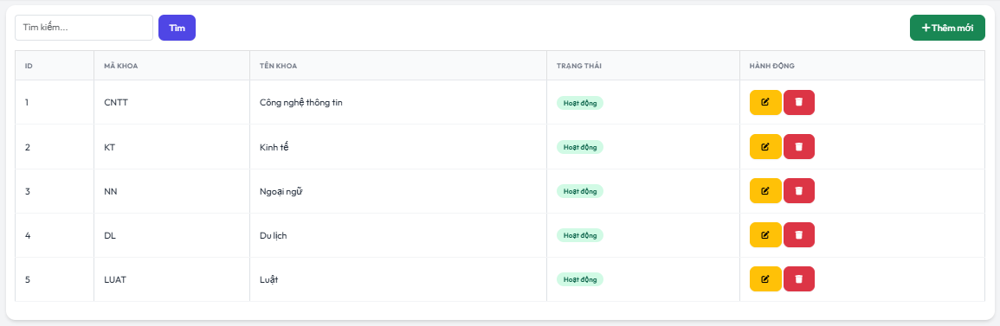 Tìm kiếm...
Tìm
Thêm mới
ID MÃ KHOA TÊN KHOA TRẠNG THÁI HÀNH ĐỘNG
1 CNTT Công nghệ thông tin Hoạt động
2 KT Kinh tế Hoạt động
3 NN Ngoại ngữ Hoạt động
4 DL Du lịch Hoạt động
5 LUAT Luật Hoạt động